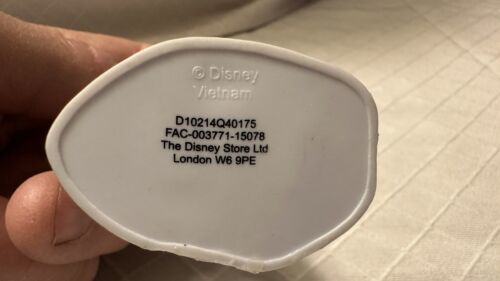 © Disney
Vietnam
D10214Q40175
FAC-003771-15078
The Disney Store Ltd
London W6 9PE